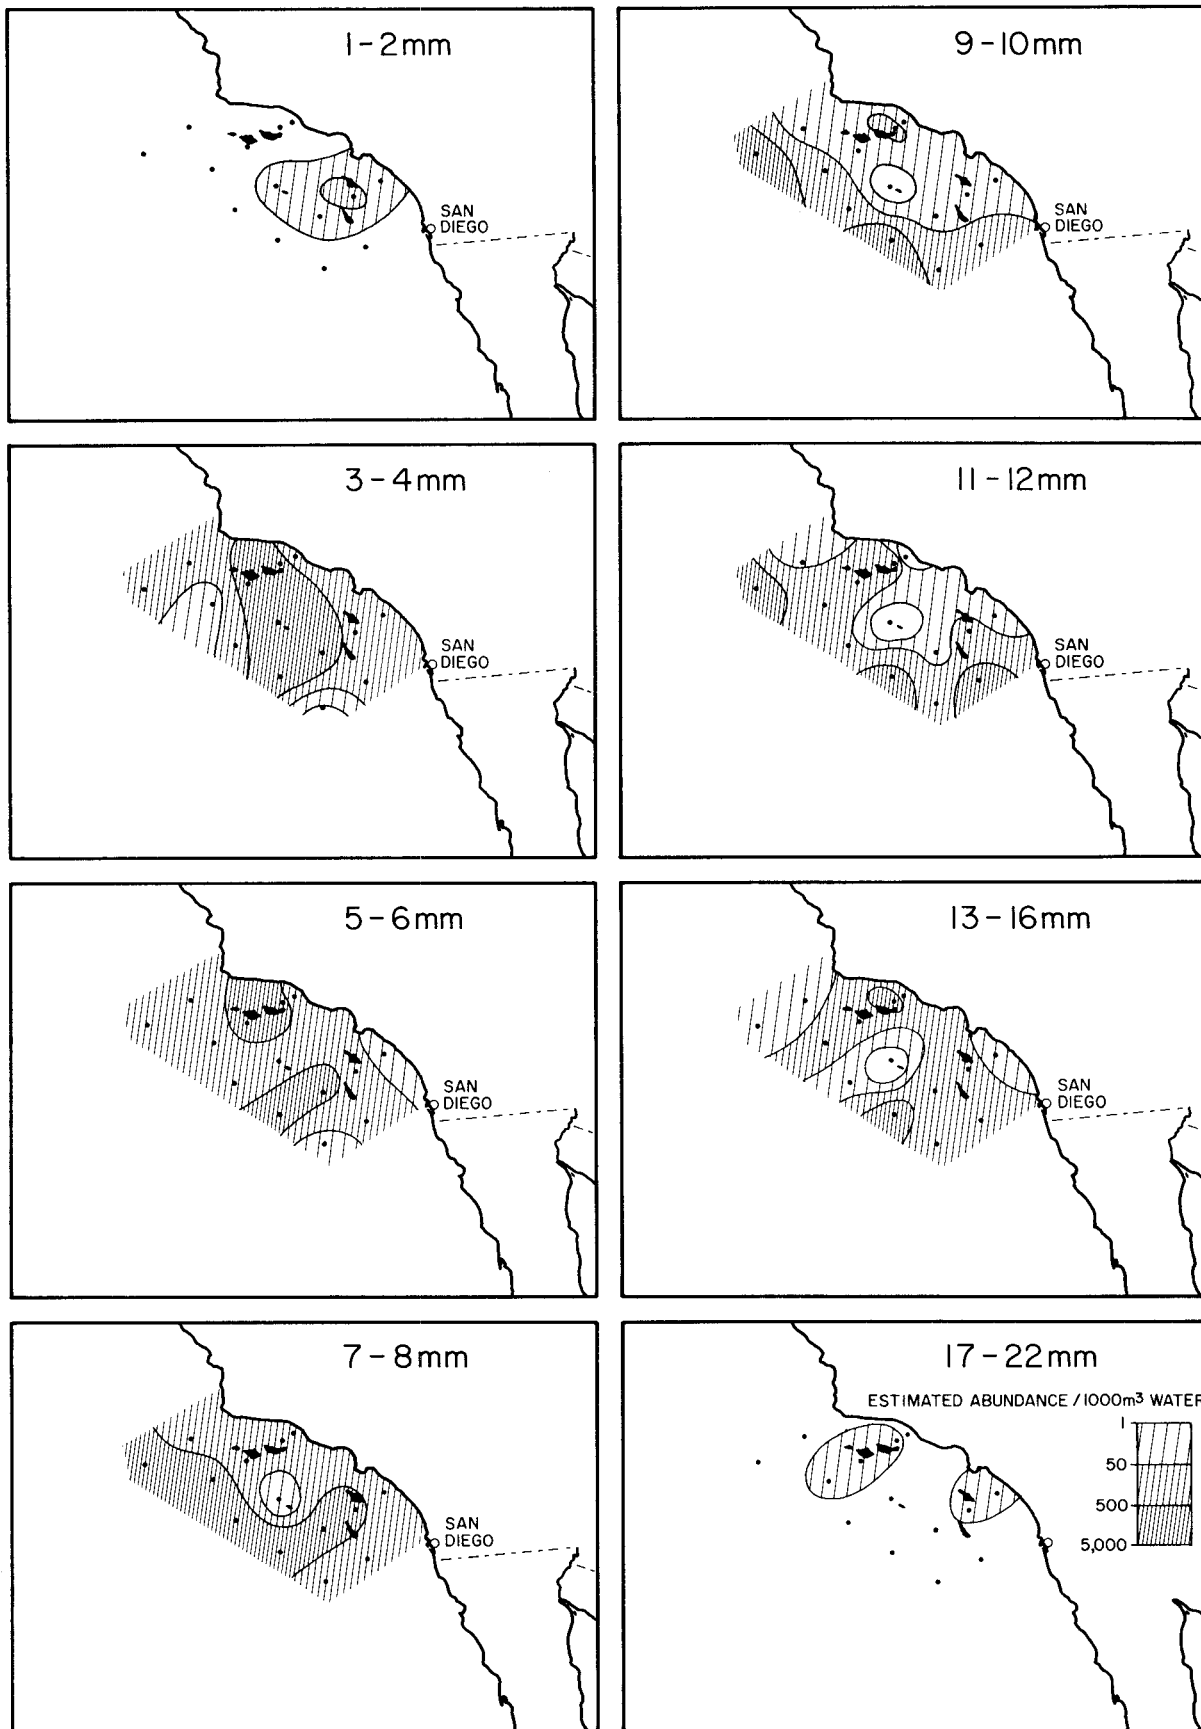 1-2mm
SAN
DIEGO
9-10mm
SAN
DIEGO
3-4mm
SAN
DIEGO
11-12mm
SAN
DIEGO
5-6mm
SAN
DIEGO
13-16mm
SAN
DIEGO
7-8mm
SAN
DIEGO
17-22mm
ESTIMATED ABUNDANCE / 1000m³ WATER
1
50
500
5,000